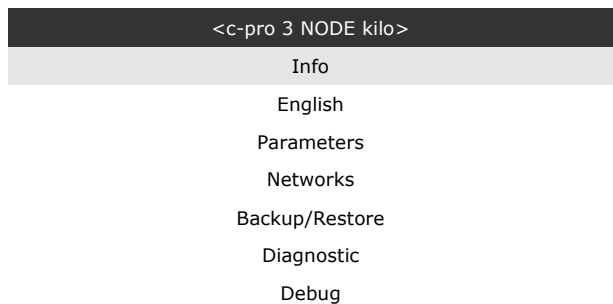 <c-pro 3 NODE kilo>
Info
English
Parameters
Networks
Backup/Restore
Diagnostic
Debug